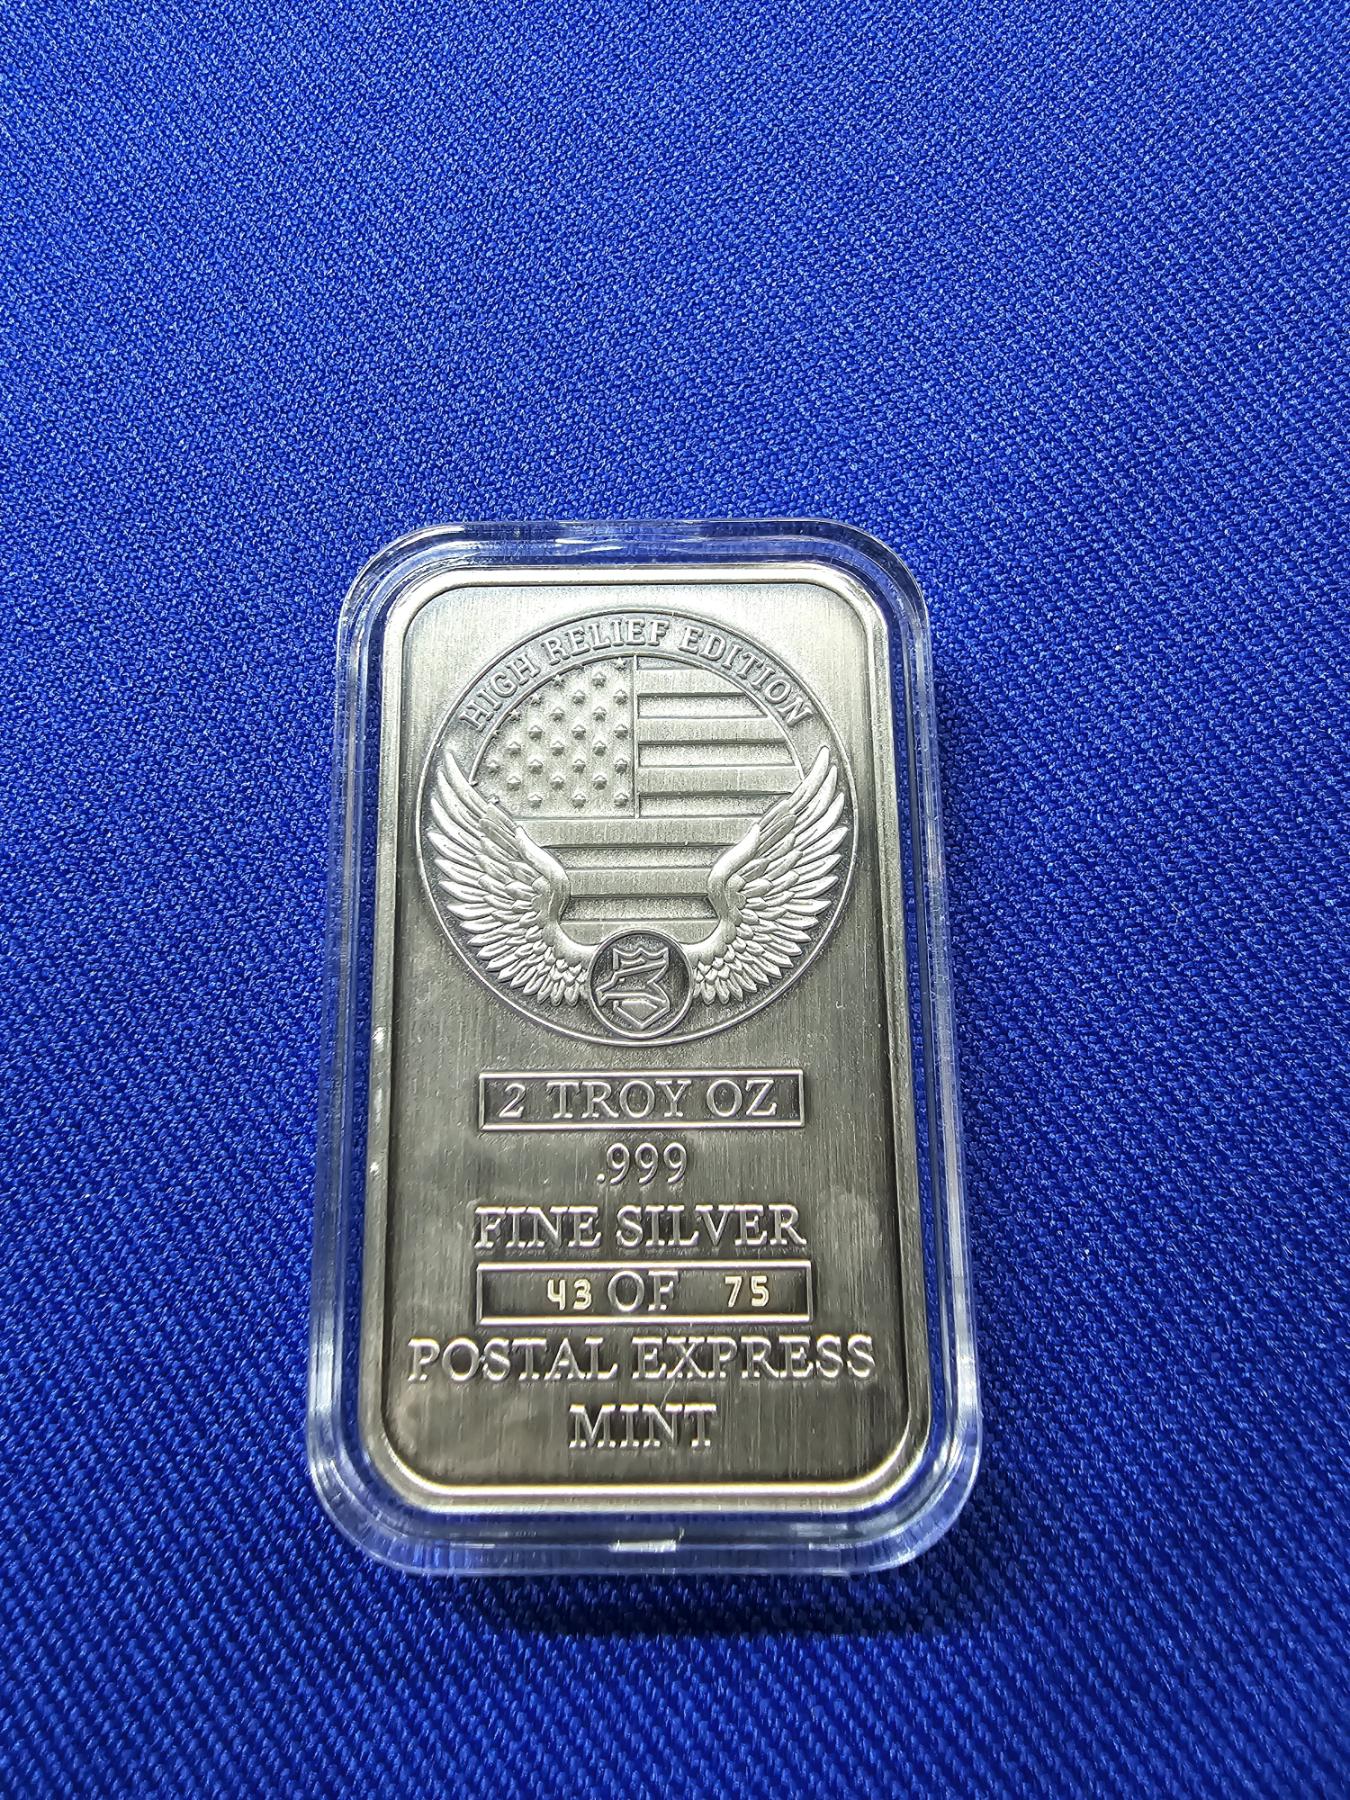 HIGH RELIEF EDITION
2 TROY OZ
.999
FINE SILVER
43 OF 75
POSTAL EXPRESS
MINT